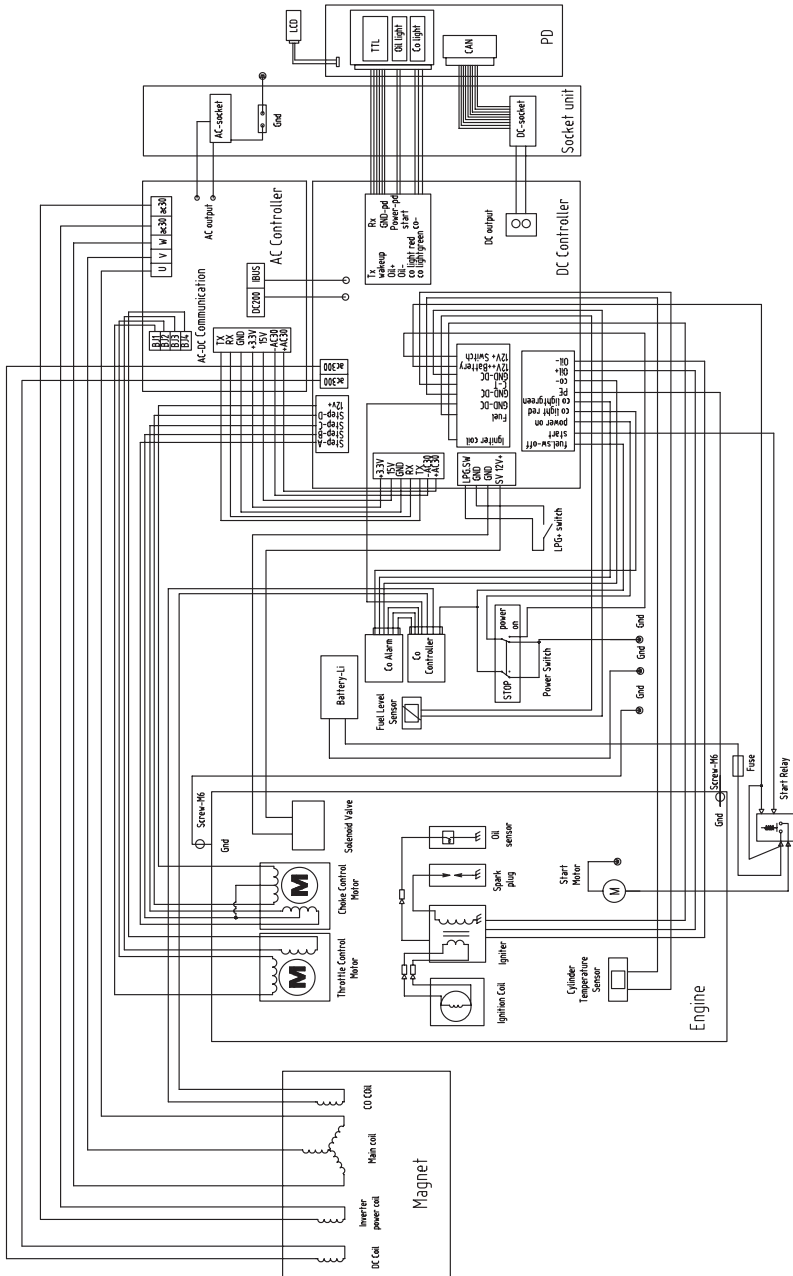 LCD
TTL
Oil light
Co light
CAN
PD
AC-socket
Gnd
DC-socket
Socket unit
U
V
W
ac30
ac30
AC output
AC Controller
AC-DC Communication
BJ1
BJ2
BJ3
BJ4
DC200
IBUS
TX
RX
GND
+3.3V
15V
-AC30
+AC30
ac300
ac300
Step-A
Step-B
Step-C
Step-D
12v+
Tx
Rx
wakeup
GND-pd
Oil+
Power-pd
Oil-
start
co light red
co-
co lightgreen
DC output
DC Controller
12V+ Switch
12V++Battery
GND-DC
T-C
GND-DC
GND-DC
Fuel
Igniter coil
Oil-
Oil+
co-
PE
co lightgreen
co light red
power on
start
fuel.sw-off
+3.3V
15V
GND
RX
TX
-AC30
+AC30
LPG.SW
GND
GND
SV 12V+
LPG+ switch
Co Alarm
Co
Controller
power
on
STOP
Power Switch
Battery-Li
Fuel Level
Sensor
Gnd
Gnd
Gnd
Screw-M6
Gnd
Solenoid Valve
Choke Control
Motor
M
Throttle Control
Motor
M
Oil
sensor
Spark
plug
Igniter
Ignition Coil
Start
Motor
M
Cylinder
Temperature
Sensor
Engine
Screw-M6
Gnd
Fuse
Start Relay
CO COil
Main coil
Inverter
power coil
DC Coil
Magnet